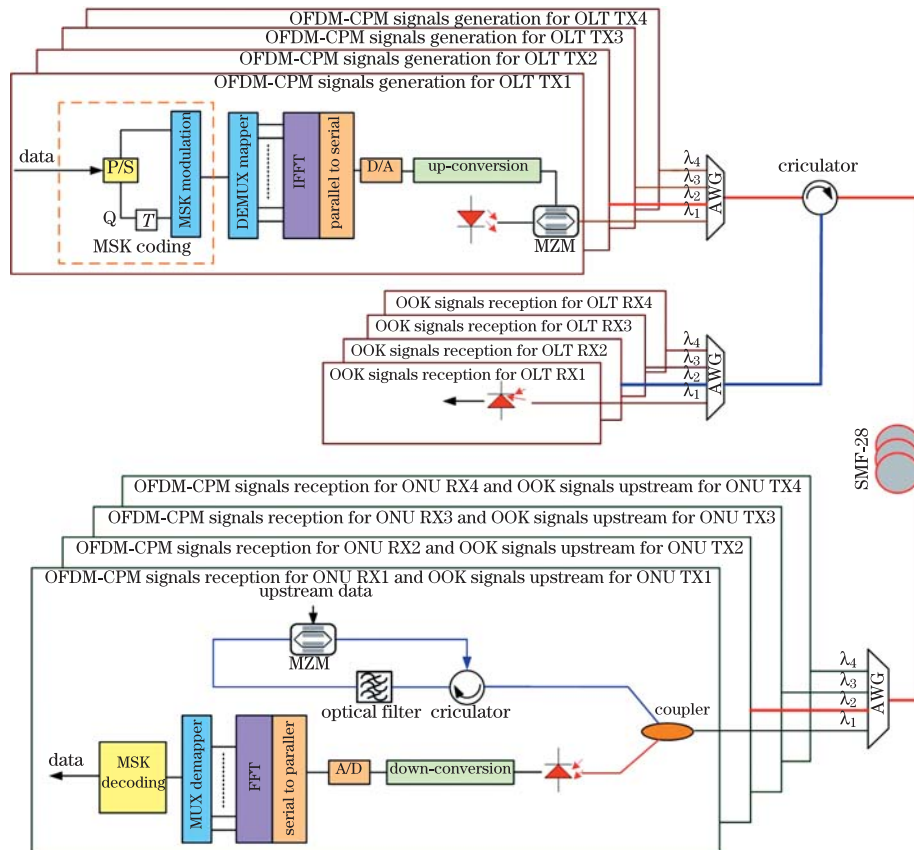 OFDM-CPM signals generation for OLT TX4
OFDM-CPM signals generation for OLT TX3
OFDM-CPM signals generation for OLT TX2
OFDM-CPM signals generation for OLT TX1
data
P/S
Q
T
MSK modulation
MSK coding
DEMUX mapper
IFFT
parallel to serial
D/A
up-conversion
MZM
λ4
λ3
λ2
λ1
AWG
criculator
OOK signals reception for OLT RX4
OOK signals reception for OLT RX3
OOK signals reception for OLT RX2
OOK signals reception for OLT RX1
λ4
λ3
λ2
λ1
AWG
SMF-28
OFDM-CPM signals reception for ONU RX4 and OOK signals upstream for ONU TX4
OFDM-CPM signals reception for ONU RX3 and OOK signals upstream for ONU TX3
OFDM-CPM signals reception for ONU RX2 and OOK signals upstream for ONU TX2
OFDM-CPM signals reception for ONU RX1 and OOK signals upstream for ONU TX1
upstream data
MZM
optical filter
criculator
coupler
λ4
λ3
λ2
λ1
AWG
data
MSK
decoding
MUX demapper
FFT
serial to paraller
A/D
down-conversion